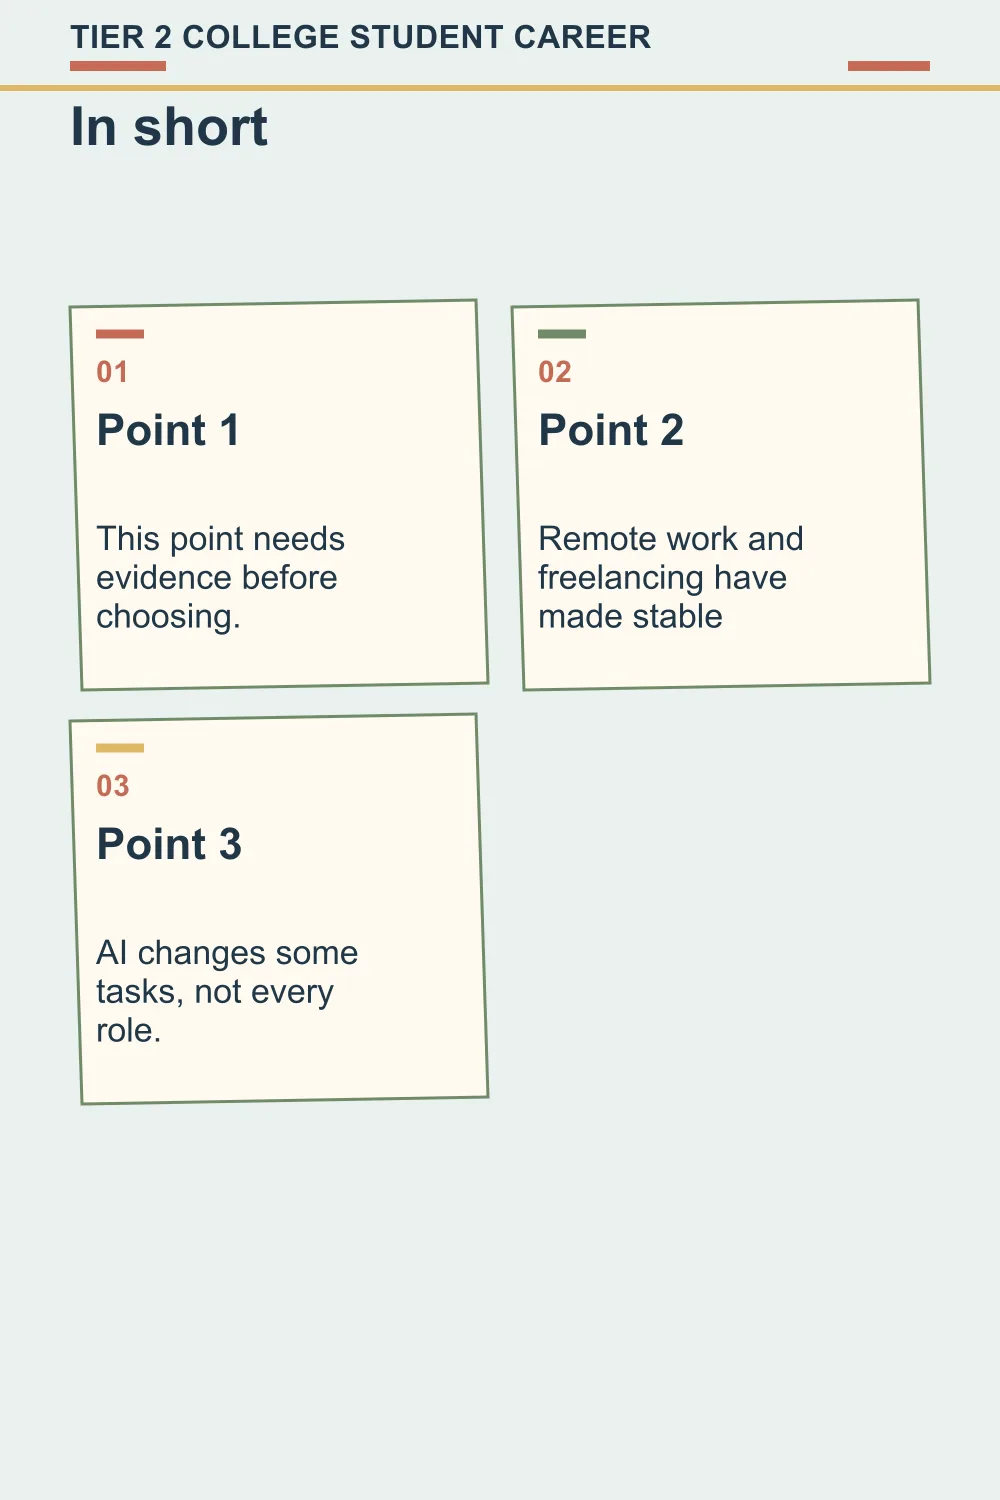 TIER 2 COLLEGE STUDENT CAREER
In short
01
Point 1
This point needs
evidence before
choosing.
02
Point 2
Remote work and
freelancing have
made stable
03
Point 3
AI changes some
tasks, not every
role.